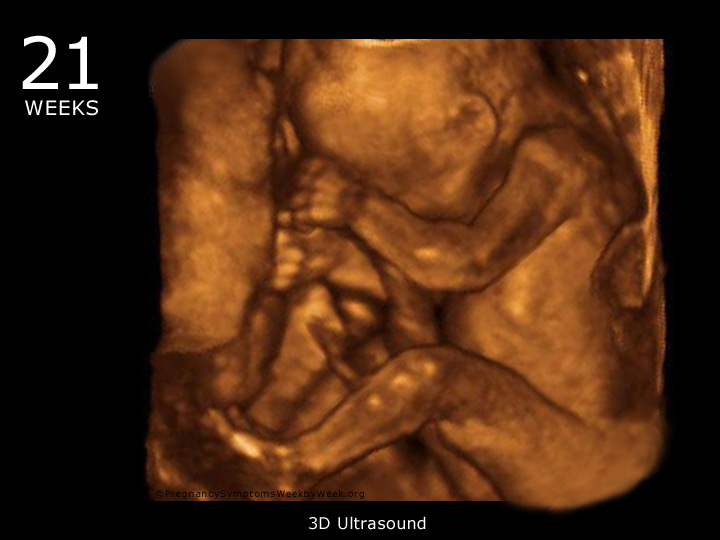 21
WEEKS
©PregnancySymptomsWeekbyWeek.org
3D Ultrasound